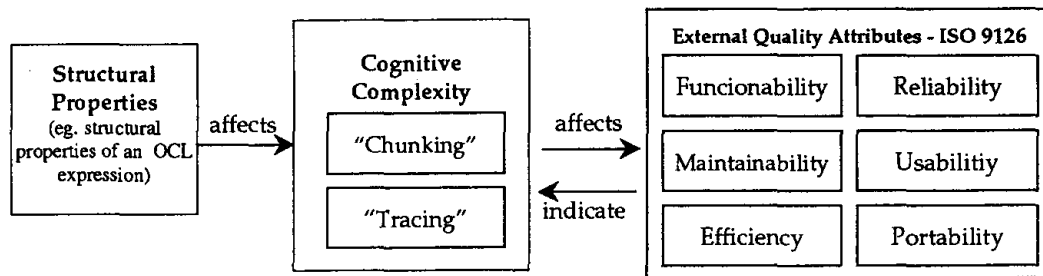 Structural
Properties
(eg. structural
properties of an OCL
expression)
affects
Cognitive
Complexity
"Chunking"
"Tracing"
affects
indicate
External Quality Attributes - ISO 9126
Funcionability
Reliability
Maintainability
Usabilitiy
Efficiency
Portability